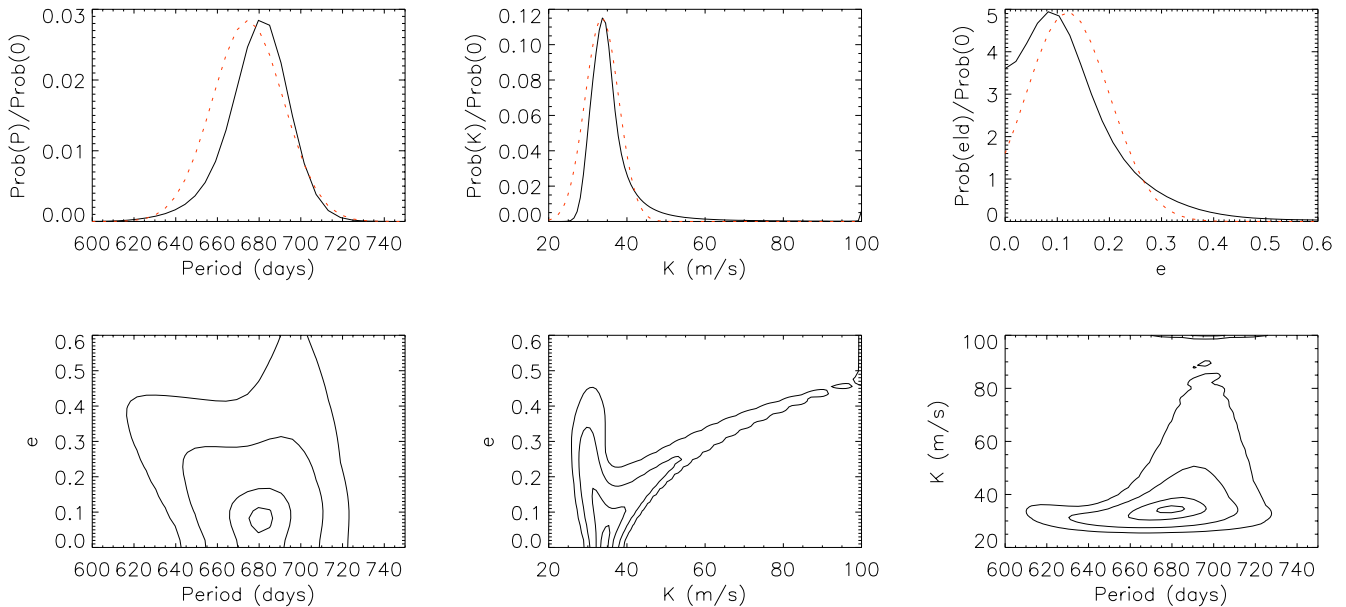 Prob(P)/Prob(0)
0.03
0.02
0.01
0.00
600 620 640 660 680 700 720 740
Period (days)
Prob(K)/Prob(0)
0.12
0.10
0.08
0.06
0.04
0.02
0.00
20 40 60 80 100
K (m/s)
Prob(e|d)/Prob(0)
5
4
3
2
1
0
0.0 0.1 0.2 0.3 0.4 0.5 0.6
e
e
0.6
0.5
0.4
0.3
0.2
0.1
0.0
600 620 640 660 680 700 720 740
Period (days)
e
0.6
0.5
0.4
0.3
0.2
0.1
0.0
20 40 60 80 100
K (m/s)
K (m/s)
100
80
60
40
20
600 620 640 660 680 700 720 740
Period (days)